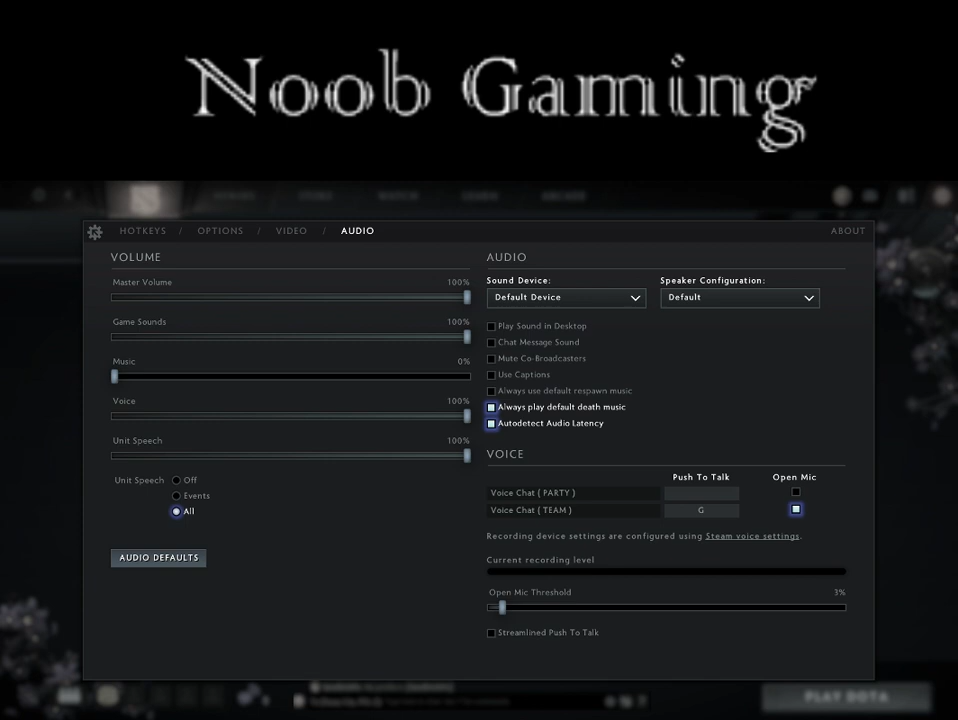 Noob Gaming
HOTKEYS / OPTIONS / VIDEO / AUDIO ABOUT
VOLUME
Master Volume 100%
Game Sounds 100%
Music 0%
Voice 100%
Unit Speech 100%
Unit Speech Off
Events
All
AUDIO DEFAULTS
AUDIO
Sound Device: Speaker Configuration:
Default Device Default
Play Sound in Desktop
Chat Message Sound
Mute Co-Broadcasters
Use Captions
Always use default respawn music
Always play default death music
Autodetect Audio Latency
VOICE
Push To Talk Open Mic
Voice Chat ( PARTY )
Voice Chat ( TEAM ) G
Recording device settings are configured using Steam voice settings.
Current recording level
Open Mic Threshold 3%
Streamlined Push To Talk
PLAY DOTA